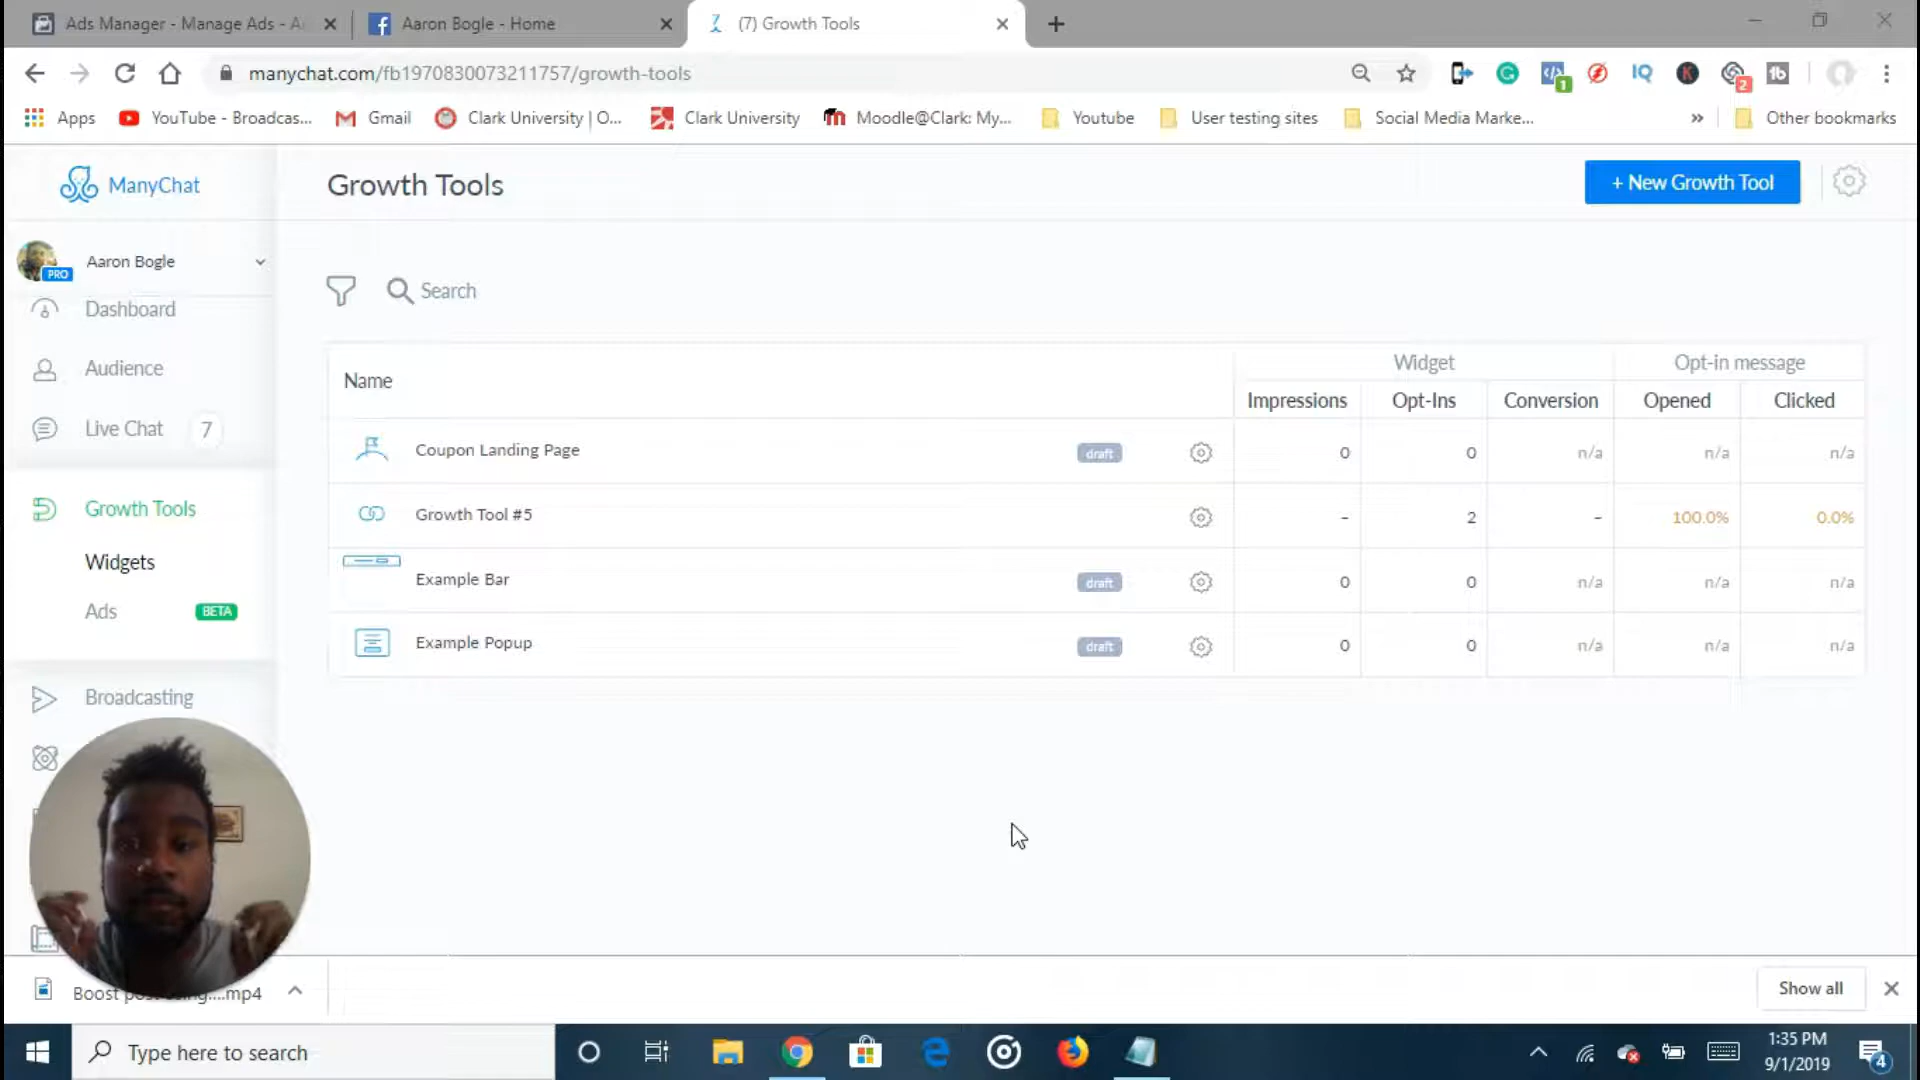 Ads Manager - Manage Ads - A
Aaron Bogle - Home
(7) Growth Tools
manychat.com/fb1970830073211757/growth-tools
1
IQ
K
2
tb
Apps
YouTube - Broadcas...
Gmail
Clark University | O...
Clark University
Moodle@Clark: My...
Youtube
User testing sites
Social Media Marke...
»
Other bookmarks
ManyChat
Growth Tools
+ New Growth Tool
Aaron Bogle
PRO
Dashboard
Audience
Live Chat 7
Growth Tools
Widgets
Ads BETA
Broadcasting
Search
Name
Widget
Opt-in message
Impressions
Opt-Ins
Conversion
Opened
Clicked
Coupon Landing Page draft 0 0 n/a n/a n/a
Growth Tool #5 – 2 – 100.0% 0.0%
Example Bar draft 0 0 n/a n/a n/a
Example Popup draft 0 0 n/a n/a n/a
Boost ....mp4
Show all
Type here to search
1:35 PM
9/1/2019
4